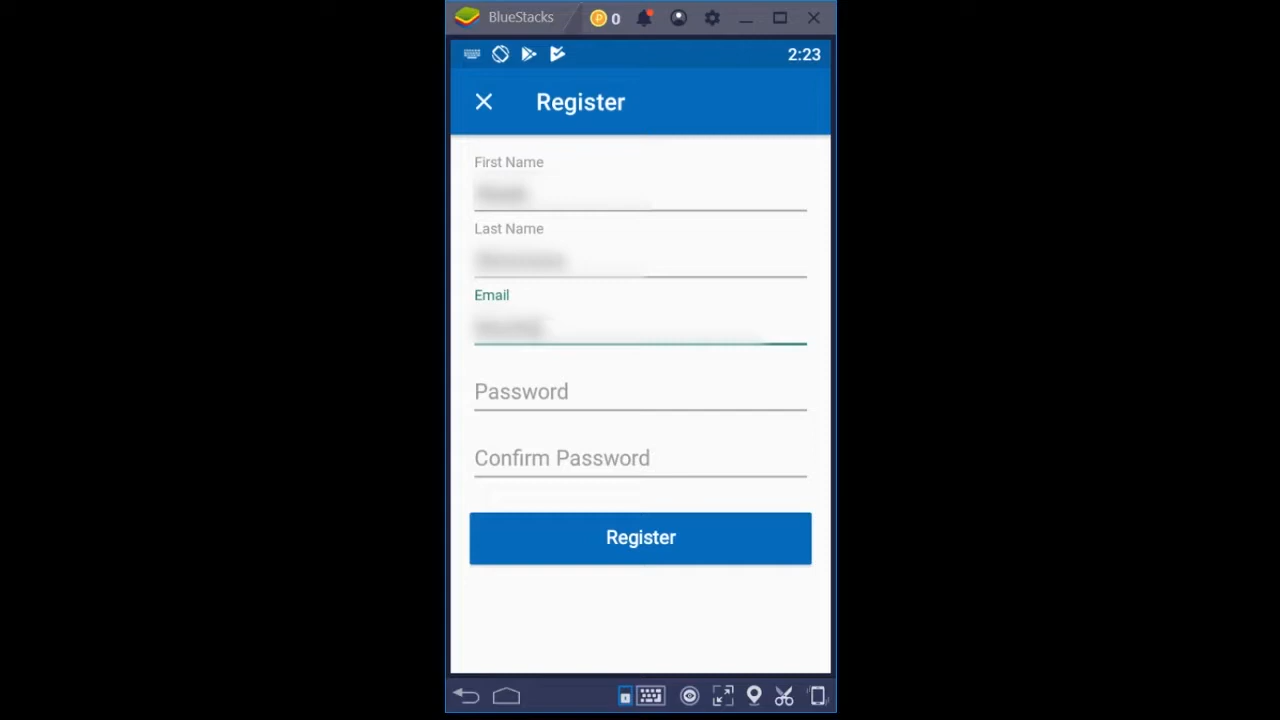 BlueStacks
0
2:23
Register
First Name
Last Name
Email
Password
Confirm Password
Register